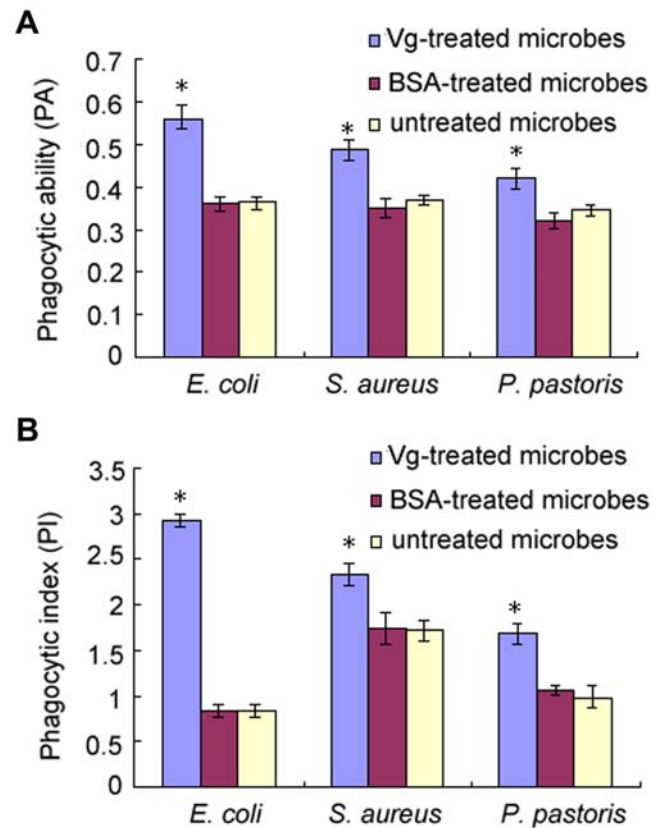 A
Vg-treated microbes
BSA-treated microbes
untreated microbes
Phagocytic ability (PA)
0.7
0.6
0.5
0.4
0.3
0.2
0.1
0
*
*
*
E. coli
S. aureus
P. pastoris
B
Vg-treated microbes
BSA-treated microbes
untreated microbes
Phagocytic index (PI)
3.5
3
2.5
2
1.5
1
0.5
0
*
*
*
E. coli
S. aureus
P. pastoris